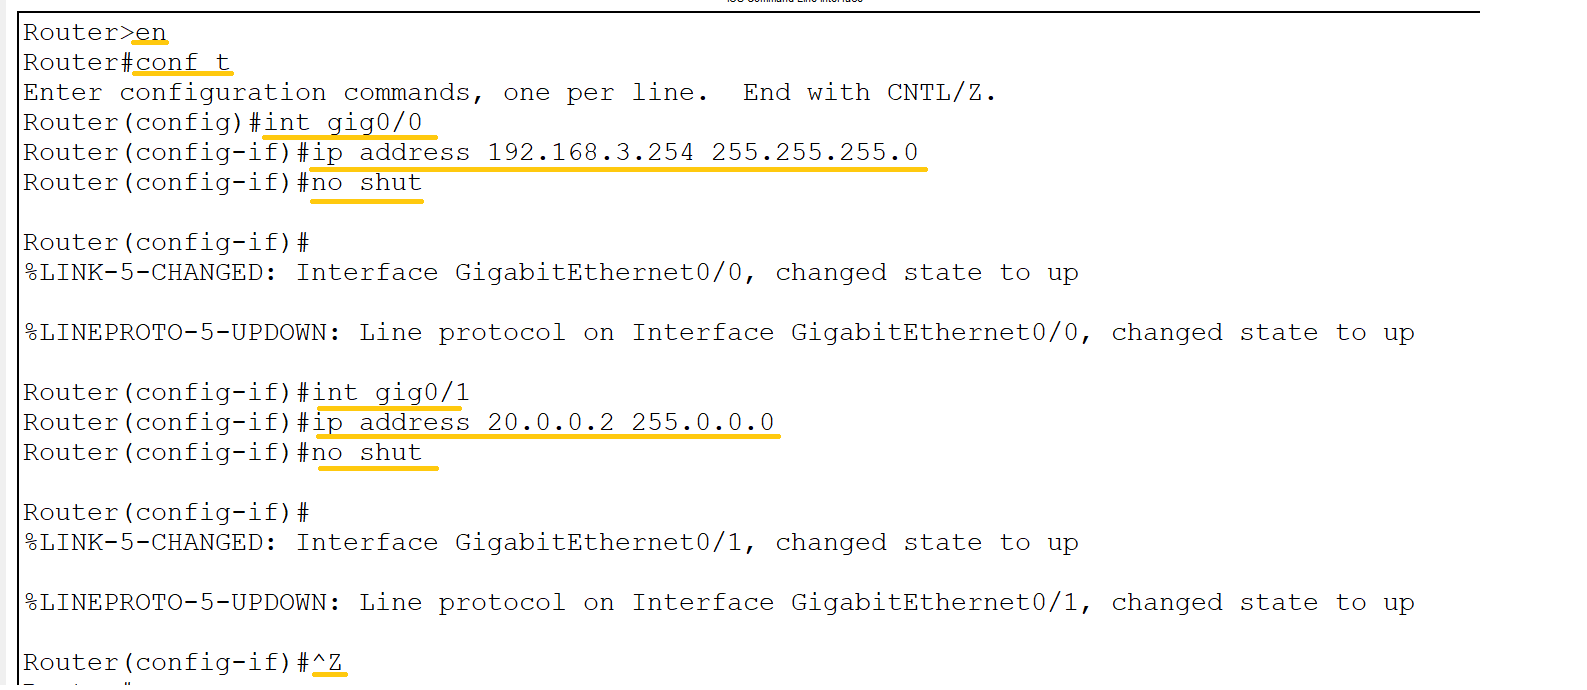 IOS Command Line Interface
Router>en
Router#conf t
Enter configuration commands, one per line.  End with CNTL/Z.
Router(config)#int gig0/0
Router(config-if)#ip address 192.168.3.254 255.255.255.0
Router(config-if)#no shut
Router(config-if)#
%LINK-5-CHANGED: Interface GigabitEthernet0/0, changed state to up
%LINEPROTO-5-UPDOWN: Line protocol on Interface GigabitEthernet0/0, changed state to up
Router(config-if)#int gig0/1
Router(config-if)#ip address 20.0.0.2 255.0.0.0
Router(config-if)#no shut
Router(config-if)#
%LINK-5-CHANGED: Interface GigabitEthernet0/1, changed state to up
%LINEPROTO-5-UPDOWN: Line protocol on Interface GigabitEthernet0/1, changed state to up
Router(config-if)#^Z